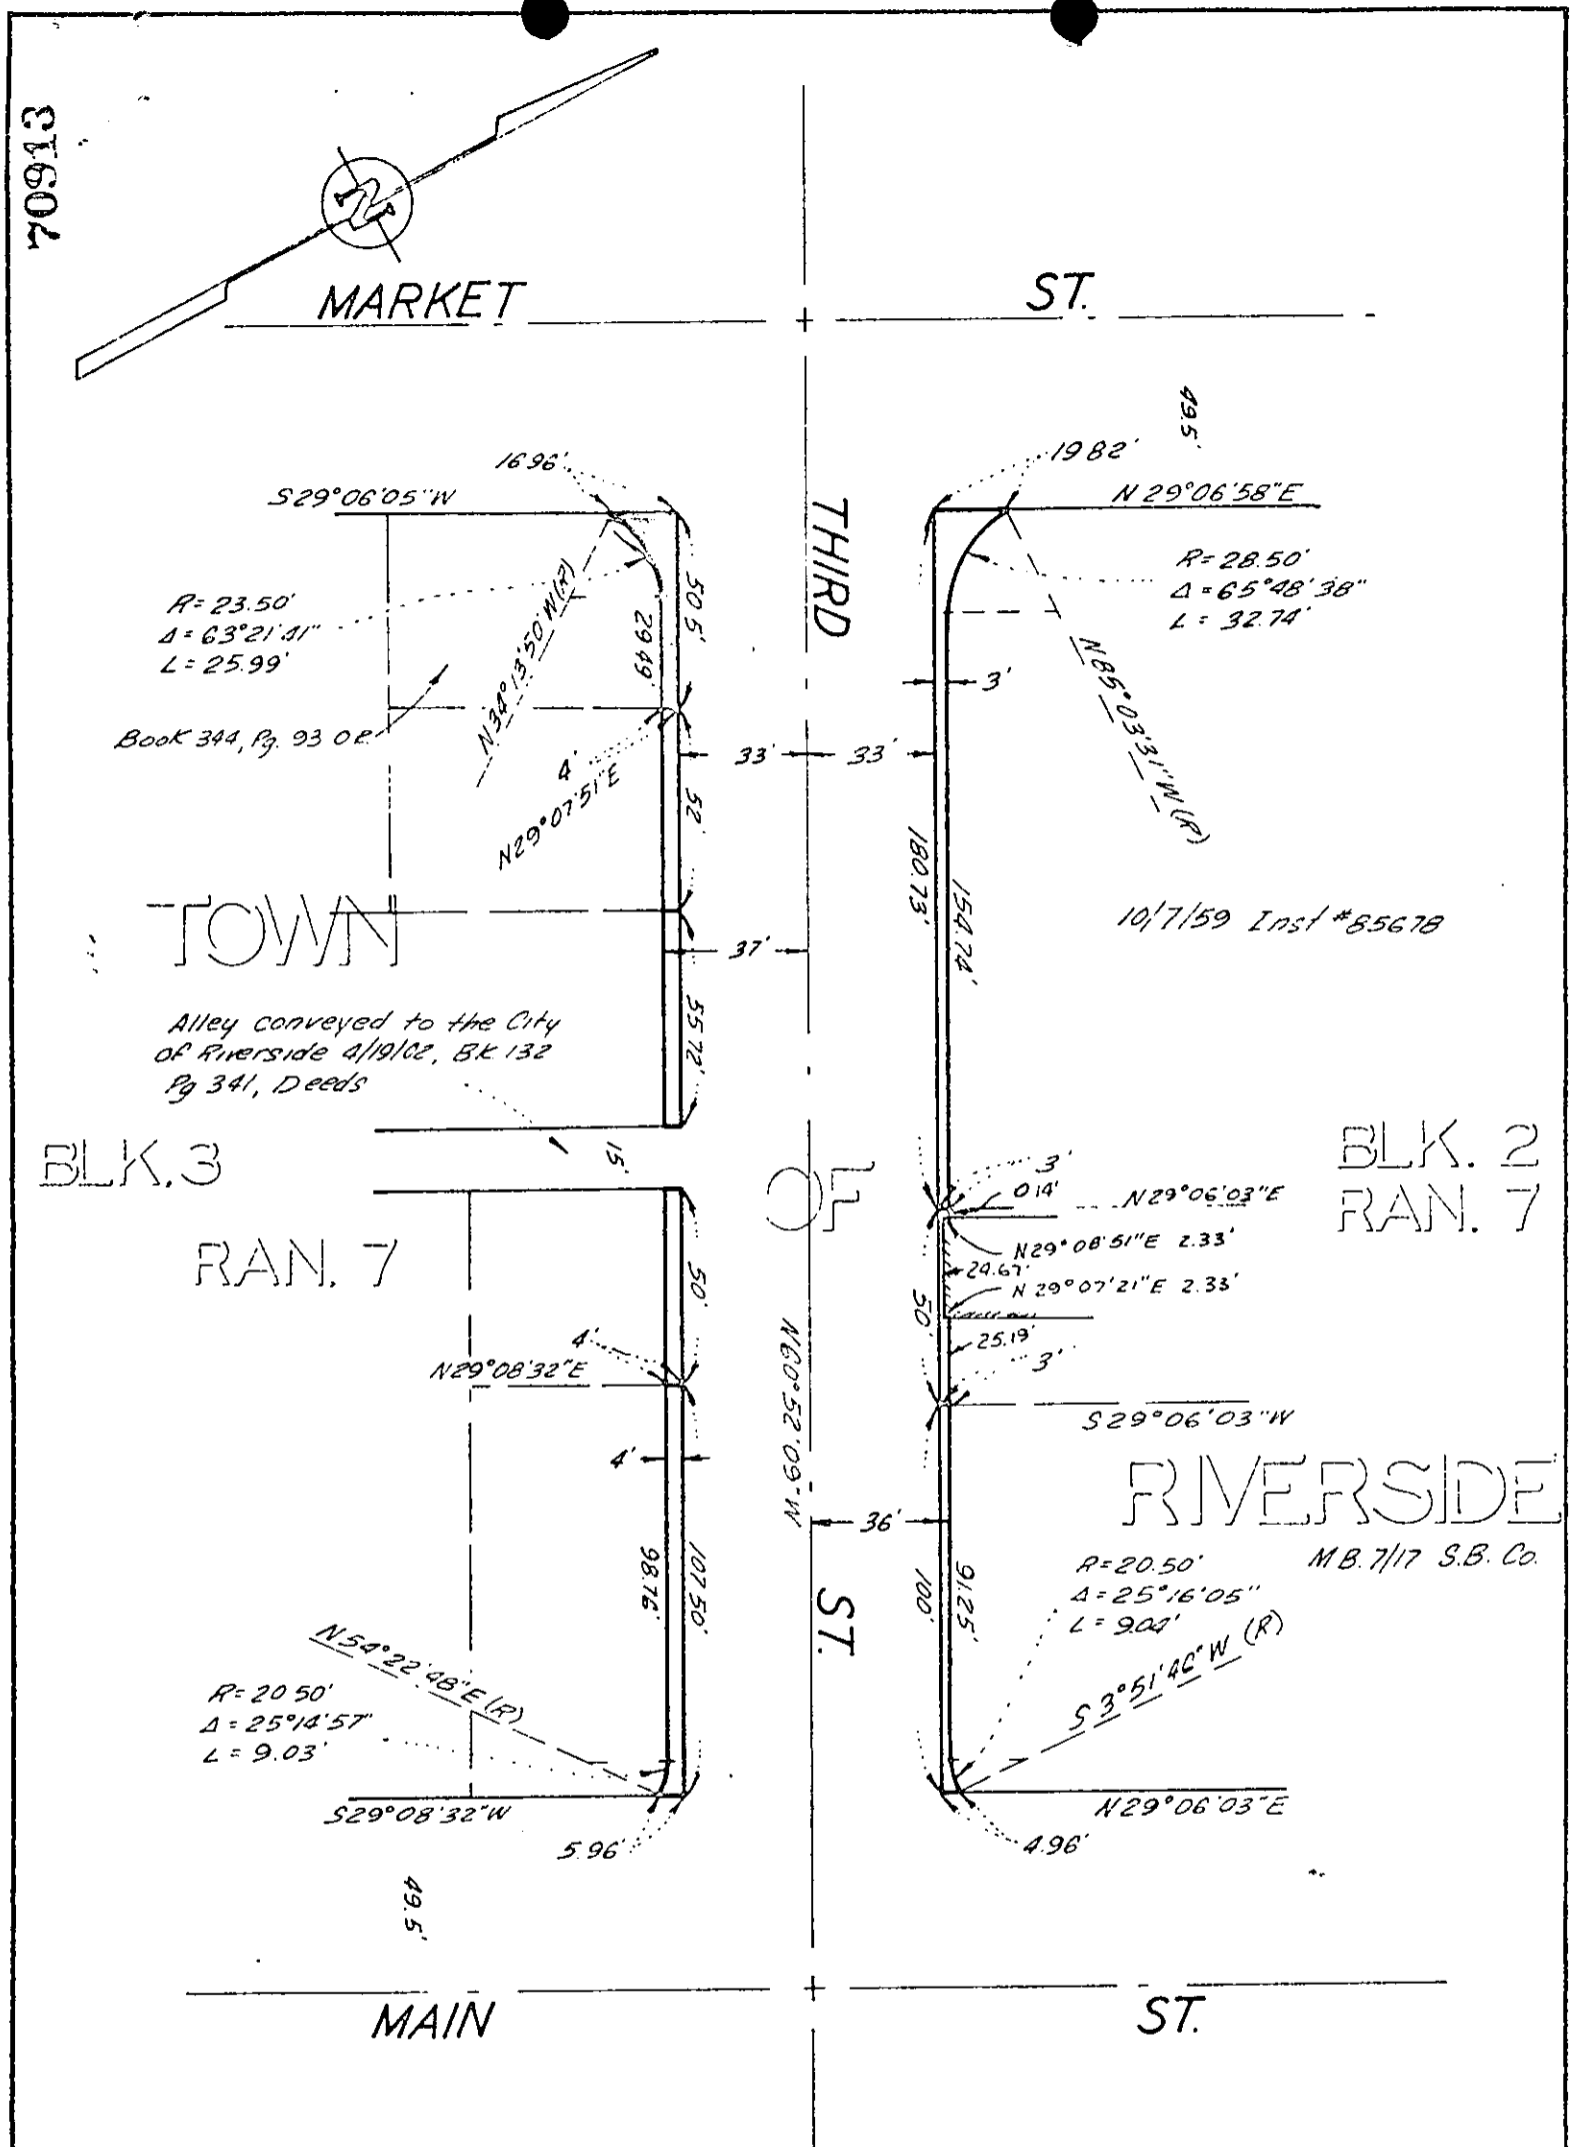 70913
N
MARKET ST.
49.5'
16.96'
19.82'
S29°06'05"W
N 29°06'58"E
THIRD
R= 23.50'
Δ= 63°21'41"
L= 25.99'
R= 28.50'
Δ= 65°48'38"
L= 32.74'
50.5'
29.49'
N34°13'50"W(R)
N85°03'31"W(R)
3'
Book 344, Pg. 93 O.R.
33'
33'
4'
N29°07'51"E
52'
180.73'
154.74'
TOWN
10/7/59 Inst #85678
37'
55.72'
Alley conveyed to the City
of Riverside 4/19/02, BK 132
Pg 341, Deeds
15'
BLK.3
RAN. 7
OF
BLK. 2
RAN. 7
3'
0.14'
N29°06'03"E
N29°08'51"E 2.33'
24.67'
N 29°07'21"E 2.33'
50'
50'
25.19'
3'
4'
N29°08'32"E
N60°52'09"W
S29°06'03"W
4'
RIVERSIDE
M.B. 7/17 S.B. Co.
36'
98.76'
107.50'
ST.
100'
91.25'
R= 20.50'
Δ= 25°16'05"
L= 9.04'
N54°22'48"E(R)
S 3°51'46"W (R)
R= 20.50'
Δ= 25°14'57"
L= 9.03'
S29°08'32"W
N29°06'03"E
5.96'
4.96'
49.5'
MAIN ST.